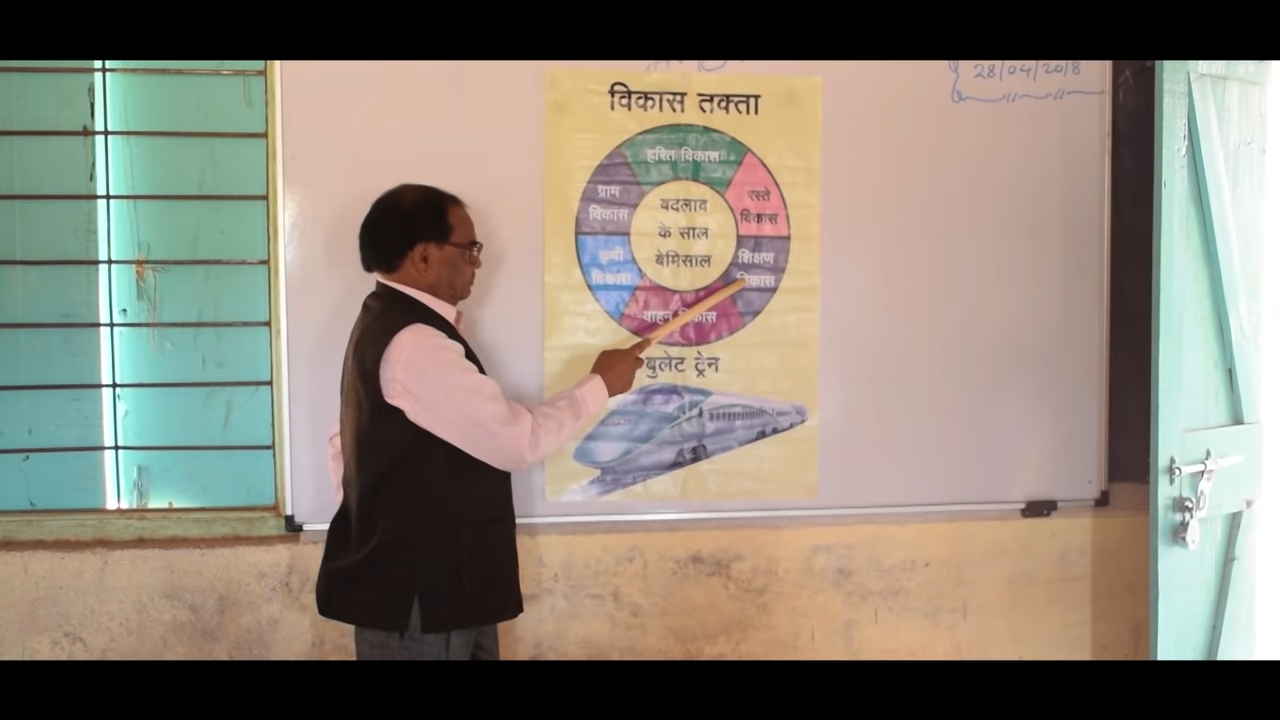 28/04/2018
विकास तक्ता
हरित विकास
रस्ते
विकास
शिक्षण
विकास
वाहन विकास
कृषी
विकास
ग्राम
विकास
बदलाव
के साल
बेमिसाल
बुलेट ट्रेन